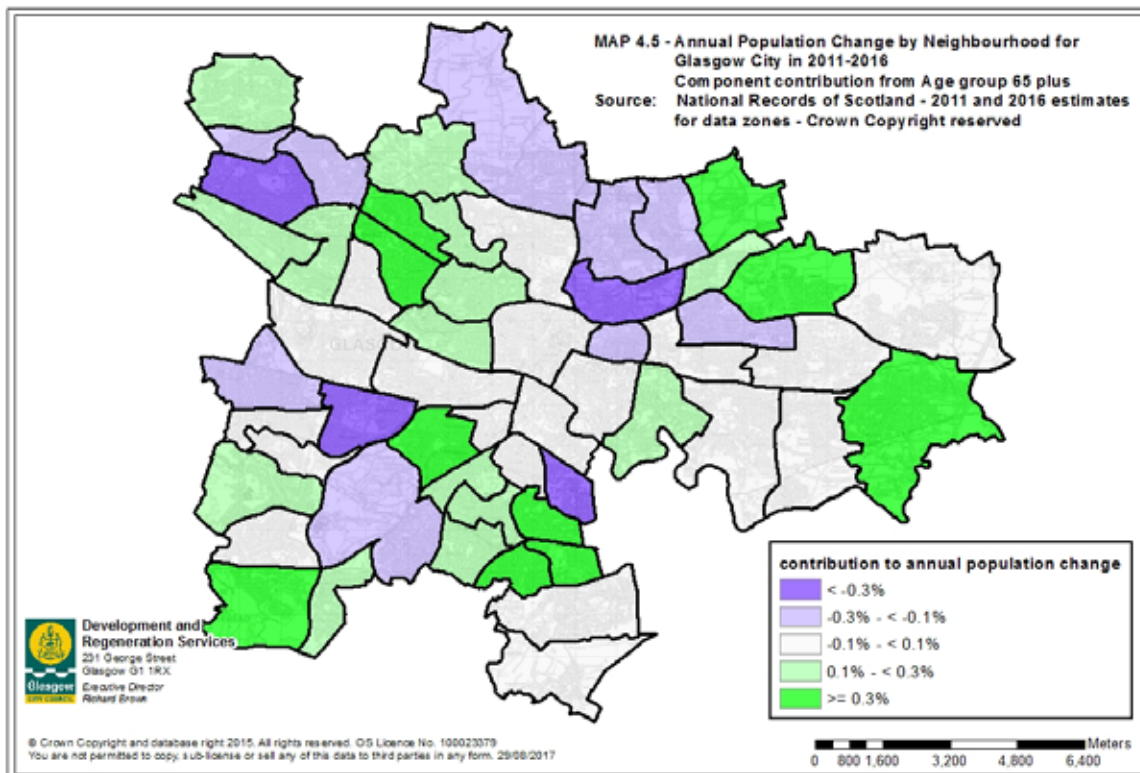 MAP 4.5 - Annual Population Change by Neighbourhood for
Glasgow City in 2011-2016
Component contribution from Age group 65 plus
Source: National Records of Scotland - 2011 and 2016 estimates
for data zones - Crown Copyright reserved
contribution to annual population change
< -0.3%
-0.3% - < -0.1%
-0.1% - < 0.1%
0.1% - < 0.3%
>= 0.3%
Development and
Regeneration Services
231 George Street
Glasgow G1 1RX
Executive Director
Richard Brown
Glasgow
CITY COUNCIL
© Crown Copyright and database right 2015. All rights reserved. OS Licence No. 100023379
You are not permitted to copy, sub-license or sell any of this data to third parties in any form. 29/08/2017
Meters
0 800 1,600 3,200 4,800 6,400